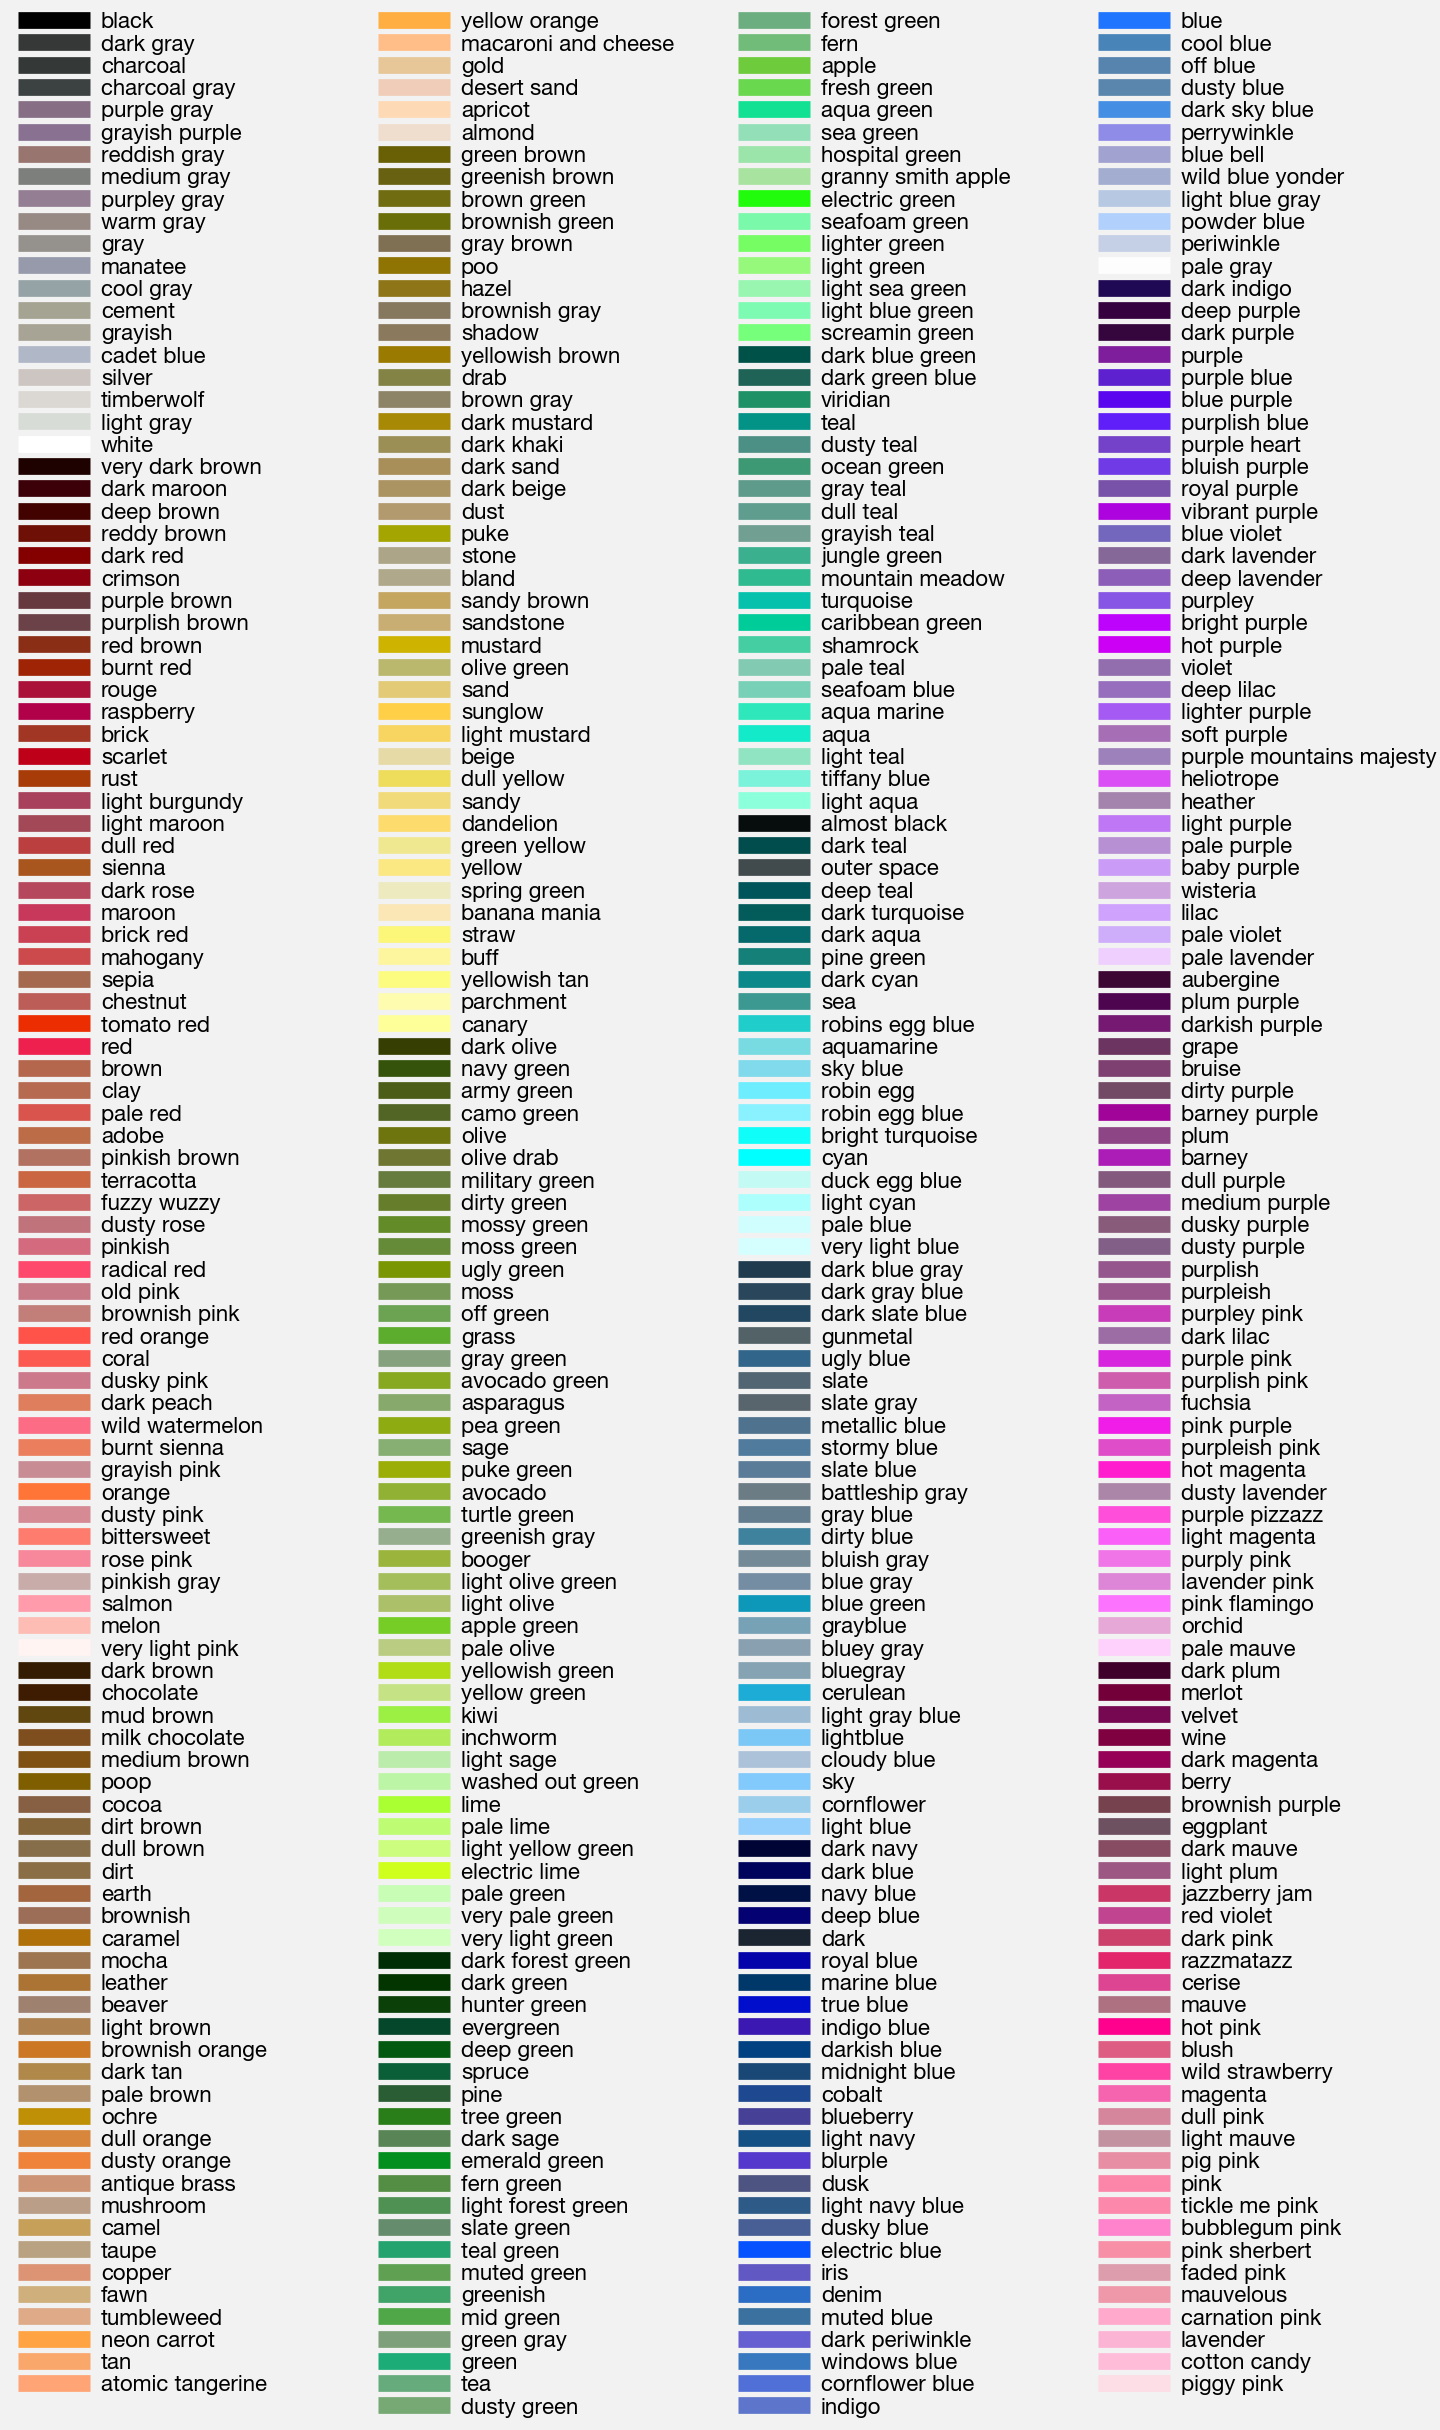 black
dark gray
charcoal
charcoal gray
purple gray
grayish purple
reddish gray
medium gray
purpley gray
warm gray
gray
manatee
cool gray
cement
grayish
cadet blue
silver
timberwolf
light gray
white
very dark brown
dark maroon
deep brown
reddy brown
dark red
crimson
purple brown
purplish brown
red brown
burnt red
rouge
raspberry
brick
scarlet
rust
light burgundy
light maroon
dull red
sienna
dark rose
maroon
brick red
mahogany
sepia
chestnut
tomato red
red
brown
clay
pale red
adobe
pinkish brown
terracotta
fuzzy wuzzy
dusty rose
pinkish
radical red
old pink
brownish pink
red orange
coral
dusky pink
dark peach
wild watermelon
burnt sienna
grayish pink
orange
dusty pink
bittersweet
rose pink
pinkish gray
salmon
melon
very light pink
dark brown
chocolate
mud brown
milk chocolate
medium brown
poop
cocoa
dirt brown
dull brown
dirt
earth
brownish
caramel
mocha
leather
beaver
light brown
brownish orange
dark tan
pale brown
ochre
dull orange
dusty orange
antique brass
mushroom
camel
taupe
copper
fawn
tumbleweed
neon carrot
tan
atomic tangerine
yellow orange
macaroni and cheese
gold
desert sand
apricot
almond
green brown
greenish brown
brown green
brownish green
gray brown
poo
hazel
brownish gray
shadow
yellowish brown
drab
brown gray
dark mustard
dark khaki
dark sand
dark beige
dust
puke
stone
bland
sandy brown
sandstone
mustard
olive green
sand
sunglow
light mustard
beige
dull yellow
sandy
dandelion
green yellow
yellow
spring green
banana mania
straw
buff
yellowish tan
parchment
canary
dark olive
navy green
army green
camo green
olive
olive drab
military green
dirty green
mossy green
moss green
ugly green
moss
off green
grass
gray green
avocado green
asparagus
pea green
sage
puke green
avocado
turtle green
greenish gray
booger
light olive green
light olive
apple green
pale olive
yellowish green
yellow green
kiwi
inchworm
light sage
washed out green
lime
pale lime
light yellow green
electric lime
pale green
very pale green
very light green
dark forest green
dark green
hunter green
evergreen
deep green
spruce
pine
tree green
dark sage
emerald green
fern green
light forest green
slate green
teal green
muted green
greenish
mid green
green gray
green
tea
dusty green
forest green
fern
apple
fresh green
aqua green
sea green
hospital green
granny smith apple
electric green
seafoam green
lighter green
light green
light sea green
light blue green
screamin green
dark blue green
dark green blue
viridian
teal
dusty teal
ocean green
gray teal
dull teal
grayish teal
jungle green
mountain meadow
turquoise
caribbean green
shamrock
pale teal
seafoam blue
aqua marine
aqua
light teal
tiffany blue
light aqua
almost black
dark teal
outer space
deep teal
dark turquoise
dark aqua
pine green
dark cyan
sea
robins egg blue
aquamarine
sky blue
robin egg
robin egg blue
bright turquoise
cyan
duck egg blue
light cyan
pale blue
very light blue
dark blue gray
dark gray blue
dark slate blue
gunmetal
ugly blue
slate
slate gray
metallic blue
stormy blue
slate blue
battleship gray
gray blue
dirty blue
bluish gray
blue gray
blue green
grayblue
bluey gray
bluegray
cerulean
light gray blue
lightblue
cloudy blue
sky
cornflower
light blue
dark navy
dark blue
navy blue
deep blue
dark
royal blue
marine blue
true blue
indigo blue
darkish blue
midnight blue
cobalt
blueberry
light navy
blurple
dusk
light navy blue
dusky blue
electric blue
iris
denim
muted blue
dark periwinkle
windows blue
cornflower blue
indigo
blue
cool blue
off blue
dusty blue
dark sky blue
perrywinkle
blue bell
wild blue yonder
light blue gray
powder blue
periwinkle
pale gray
dark indigo
deep purple
dark purple
purple
purple blue
blue purple
purplish blue
purple heart
bluish purple
royal purple
vibrant purple
blue violet
dark lavender
deep lavender
purpley
bright purple
hot purple
violet
deep lilac
lighter purple
soft purple
purple mountains majesty
heliotrope
heather
light purple
pale purple
baby purple
wisteria
lilac
pale violet
pale lavender
aubergine
plum purple
darkish purple
grape
bruise
dirty purple
barney purple
plum
barney
dull purple
medium purple
dusky purple
dusty purple
purplish
purpleish
purpley pink
dark lilac
purple pink
purplish pink
fuchsia
pink purple
purpleish pink
hot magenta
dusty lavender
purple pizzazz
light magenta
purply pink
lavender pink
pink flamingo
orchid
pale mauve
dark plum
merlot
velvet
wine
dark magenta
berry
brownish purple
eggplant
dark mauve
light plum
jazzberry jam
red violet
dark pink
razzmatazz
cerise
mauve
hot pink
blush
wild strawberry
magenta
dull pink
light mauve
pig pink
pink
tickle me pink
bubblegum pink
pink sherbert
faded pink
mauvelous
carnation pink
lavender
cotton candy
piggy pink